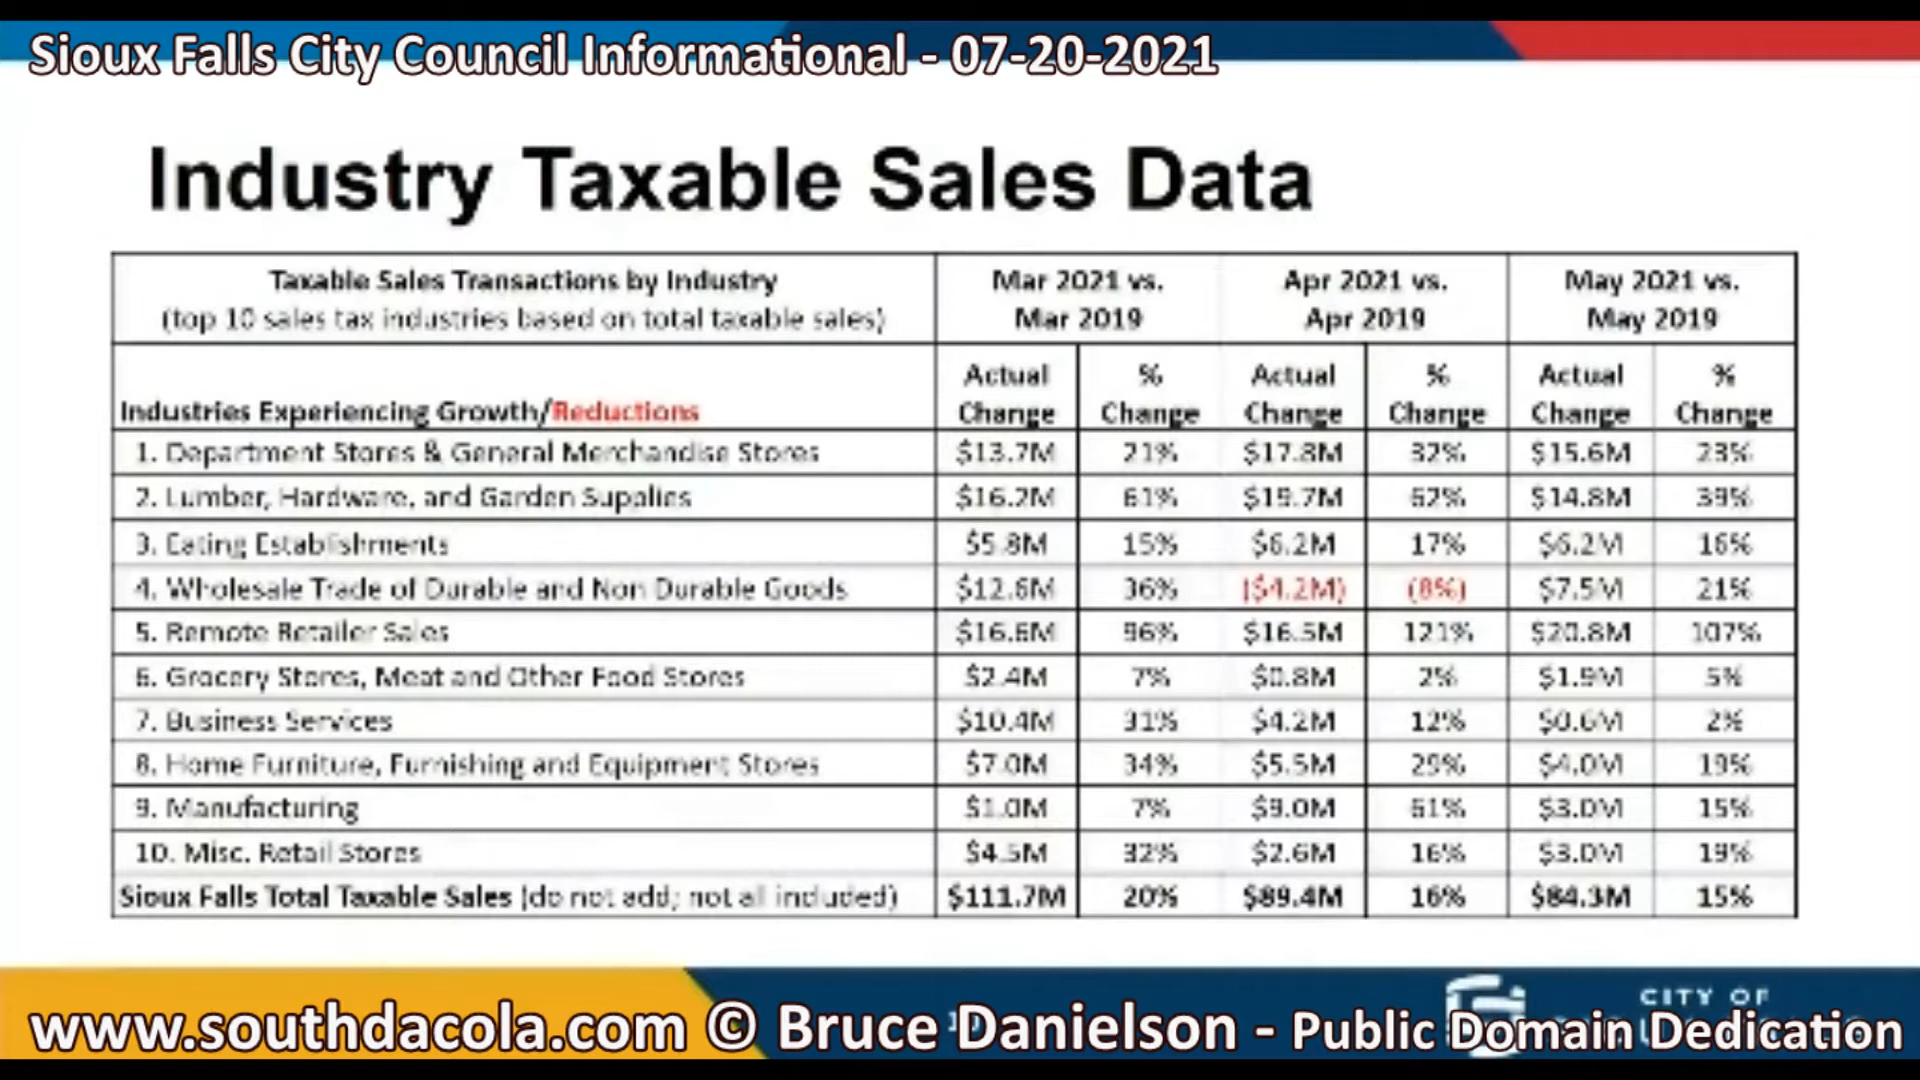 Sioux Falls City Council Informational - 07-20-2021
Industry Taxable Sales Data
Taxable Sales Transactions by Industry
(top 10 sales tax industries based on total taxable sales)
Mar 2021 vs. Mar 2019
Apr 2021 vs. Apr 2019
May 2021 vs. May 2019
Industries Experiencing Growth/Reductions
Actual Change % Change Actual Change % Change Actual Change % Change
1. Department Stores & General Merchandise Stores $13.7M 21% $17.8M 32% $15.6M 23%
2. Lumber, Hardware, and Garden Supplies $16.2M 61% $19.7M 62% $14.8M 39%
3. Eating Establishments $5.8M 15% $6.2M 17% $6.2M 16%
4. Wholesale Trade of Durable and Non Durable Goods $12.6M 36% ($4.2M) (8%) $7.5M 21%
5. Remote Retailer Sales $16.6M 96% $16.5M 121% $20.8M 107%
6. Grocery Stores, Meat and Other Food Stores $2.4M 7% $0.8M 2% $1.9M 5%
7. Business Services $10.4M 31% $4.2M 12% $0.6M 2%
8. Home Furniture, Furnishing and Equipment Stores $7.0M 34% $5.5M 29% $4.0M 19%
9. Manufacturing $1.0M 7% $9.0M 61% $3.0M 15%
10. Misc. Retail Stores $4.5M 32% $2.6M 16% $3.0M 19%
Sioux Falls Total Taxable Sales (do not add; not all included) $111.7M 20% $89.4M 16% $84.3M 15%
CITY OF
www.southdacola.com © Bruce Danielson - Public Domain Dedication